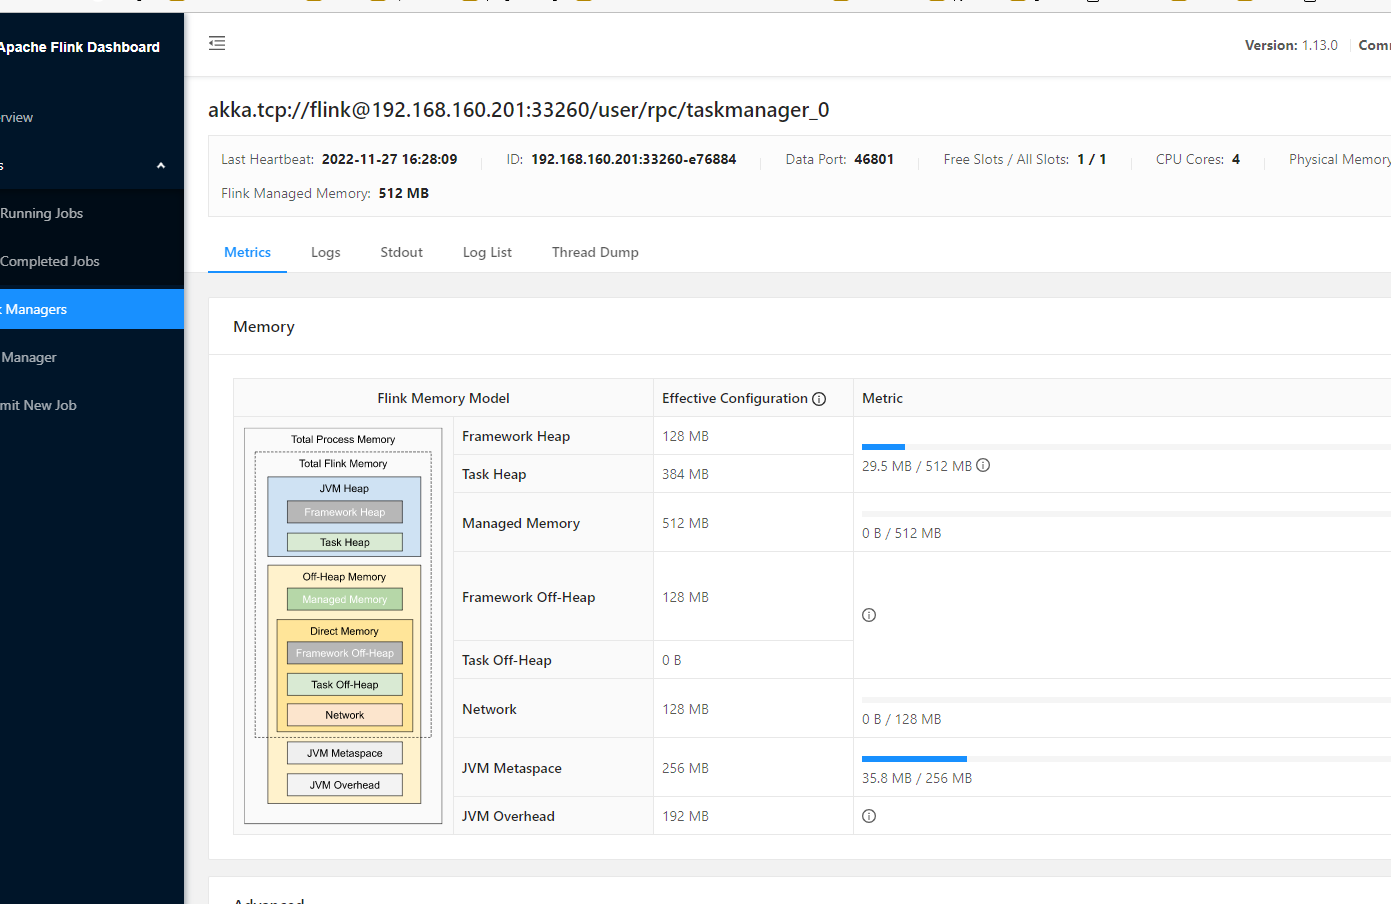 Apache Flink Dashboard
Version: 1.13.0
akka.tcp://flink@192.168.160.201:33260/user/rpc/taskmanager_0
Last Heartbeat: 2022-11-27 16:28:09 ID: 192.168.160.201:33260-e76884 Data Port: 46801 Free Slots / All Slots: 1 / 1 CPU Cores: 4 Physical Memory
Flink Managed Memory: 512 MB
Running Jobs
Completed Jobs
Managers
Manager
mit New Job
Metrics Logs Stdout Log List Thread Dump
Memory
Flink Memory Model Effective Configuration Metric
Total Process Memory
Total Flink Memory
JVM Heap
Framework Heap
Task Heap
Off-Heap Memory
Managed Memory
Direct Memory
Framework Off-Heap
Task Off-Heap
Network
JVM Metaspace
JVM Overhead
Framework Heap 128 MB
29.5 MB / 512 MB
Task Heap 384 MB
Managed Memory 512 MB 0 B / 512 MB
Framework Off-Heap 128 MB
Task Off-Heap 0 B
Network 128 MB 0 B / 128 MB
JVM Metaspace 256 MB 35.8 MB / 256 MB
JVM Overhead 192 MB
Advanced